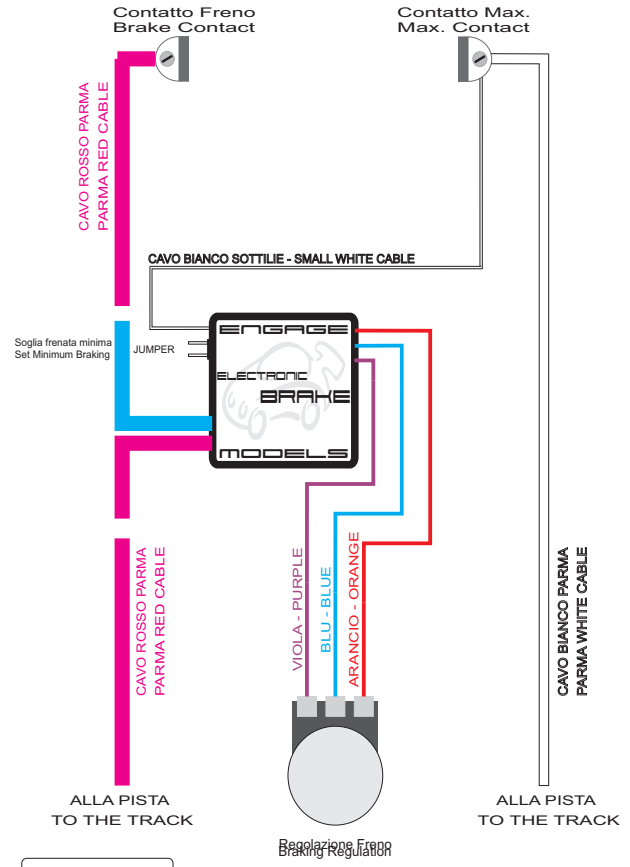 Contatto Freno
Brake Contact
Contatto Max.
Max. Contact
CAVO ROSSO PARMA
PARMA RED CABLE
CAVO BIANCO SOTTILIE - SMALL WHITE CABLE
Soglia frenata minima
Set Minimum Braking
JUMPER
ENGAGE
ELECTRONIC
BRAKE
MODELS
VIOLA - PURPLE
BLU - BLUE
ARANCIO - ORANGE
CAVO ROSSO PARMA
PARMA RED CABLE
CAVO BIANCO PARMA
PARMA WHITE CABLE
ALLA PISTA
TO THE TRACK
ALLA PISTA
TO THE TRACK
Regolazione Freno
Braking Regulation